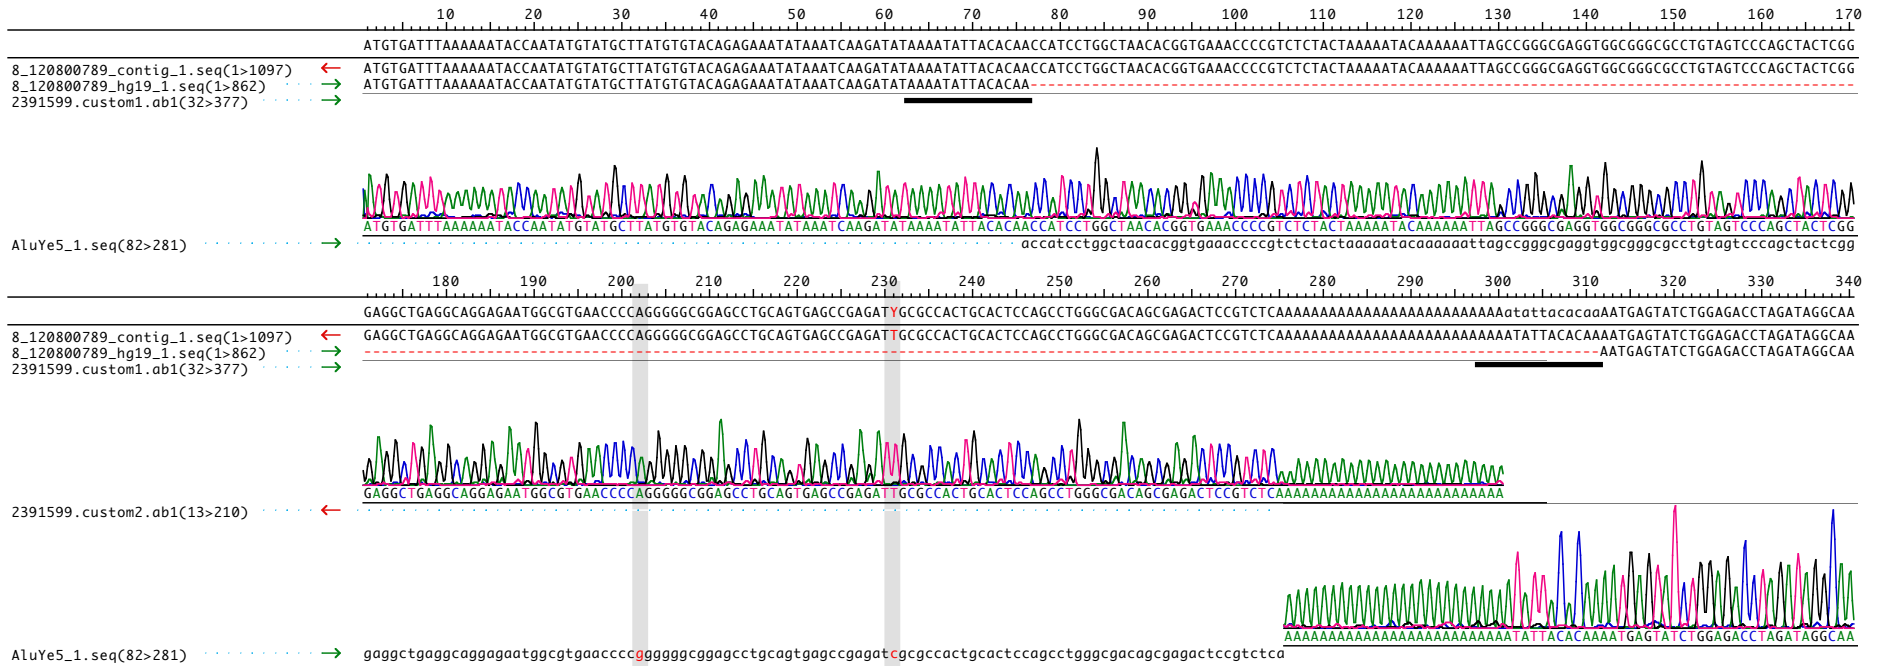 10 20 30 40 50 60 70 80 90 100 110 120 130 140 150 160 170
ATGTGATTTAAAAAATACCAATATGTATGCTTATGTGTACAGAGAAATATAAATCAAGATATAAAATATTACACAACCATCCTGGCTAACACGGTGAAACCCCGTCTCTACTAAAAATACAAAAAATTAGCCGGGCGAGGTGGCGGGCGCCTGTAGTCCCAGCTACTCGG
8_120800789_contig_1.seq(1>1097) ATGTGATTTAAAAAATACCAATATGTATGCTTATGTGTACAGAGAAATATAAATCAAGATATAAAATATTACACAACCATCCTGGCTAACACGGTGAAACCCCGTCTCTACTAAAAATACAAAAAATTAGCCGGGCGAGGTGGCGGGCGCCTGTAGTCCCAGCTACTCGG
8_120800789_hg19_1.seq(1>862) ATGTGATTTAAAAAATACCAATATGTATGCTTATGTGTACAGAGAAATATAAATCAAGATATAAAATATTACACAA
2391599.custom1.ab1(32>377)
ATGTGATTTAAAAAATACCAATATGTATGCTTATGTGTACAGAGAAATATAAATCAAGATATAAAATATTACACAACCATCCTGGCTAACACGGTGAAACCCCGTCTCTACTAAAAATACAAAAAATTAGCCGGGCGAGGTGGCGGGCGCCTGTAGTCCCAGCTACTCGG
AluYe5_1.seq(82>281) accatcctggctaacacggtgaaaccccgtctctactaaaaatacaaaaaattagccgggcgaggtggcgggcgcctgtagtcccagctactcgg
180 190 200 210 220 230 240 250 260 270 280 290 300 310 320 330 340
GAGGCTGAGGCAGGAGAATGGCGTGAACCCCAGGGGGCGGAGCCTGCAGTGAGCCGAGATYGCGCCACTGCACTCCAGCCTGGGCGACAGCGAGACTCCGTCTCAAAAAAAAAAAAAAAAAAAAAAAAAAatattacacaaAATGAGTATCTGGAGACCTAGATAGGCAA
8_120800789_contig_1.seq(1>1097) GAGGCTGAGGCAGGAGAATGGCGTGAACCCCAGGGGGCGGAGCCTGCAGTGAGCCGAGATTGCGCCACTGCACTCCAGCCTGGGCGACAGCGAGACTCCGTCTCAAAAAAAAAAAAAAAAAAAAAAAAAAATATTACACAAAATGAGTATCTGGAGACCTAGATAGGCAA
8_120800789_hg19_1.seq(1>862) AATGAGTATCTGGAGACCTAGATAGGCAA
2391599.custom1.ab1(32>377)
GAGGCTGAGGCAGGAGAATGGCGTGAACCCCAGGGGGCGGAGCCTGCAGTGAGCCGAGATTGCGCCACTGCACTCCAGCCTGGGCGACAGCGAGACTCCGTCTCAAAAAAAAAAAAAAAAAAAAAAAAAA
2391599.custom2.ab1(13>210)
AAAAAAAAAAAAAAAAAAAAAAAAAATATTACACAAAATGAGTATCTGGAGACCTAGATAGGCAA
AluYe5_1.seq(82>281) gaggctgaggcaggagaatggcgtgaaccccggggggcggagcctgcagtgagccgagatcgcgccactgcactccagcctgggcgacagcgagactccgtctca